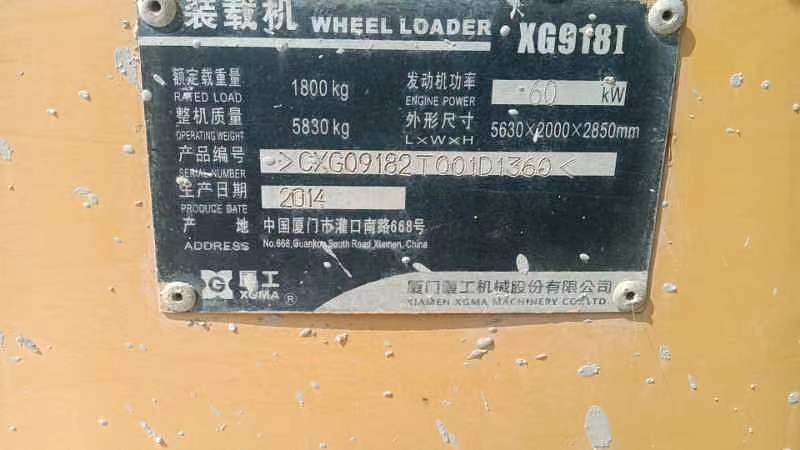 装载机 WHEEL LOADER XG918I
额定载重量 1800 kg 发动机功率 60 kW
RATED LOAD ENGINE POWER
整机质量 5830 kg 外形尺寸 5630×2000×2850mm
OPERATING WEIGHT L×W×H
产品编号 >CXG09182T001D1360<
SERIAL NUMBER
生产日期 2014
PRODUCE DATE
产 地 中国厦门市灌口南路668号
ADDRESS No.668,Guankou South Road Xiamen, China
G 厦工 厦门厦工机械股份有限公司
XGMA ® XIAMEN XGMA MACHINERY CO.,LTD